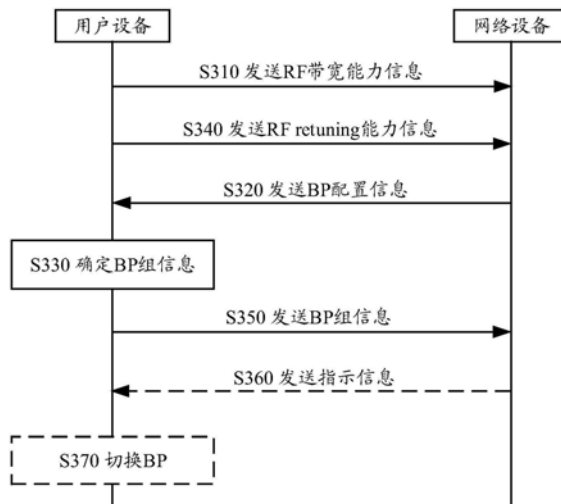 用户设备
网络设备
S310 发送RF带宽能力信息
S340 发送RF retuning能力信息
S320 发送BP配置信息
S330 确定BP组信息
S350 发送BP组信息
S360 发送指示信息
S370 切换BP